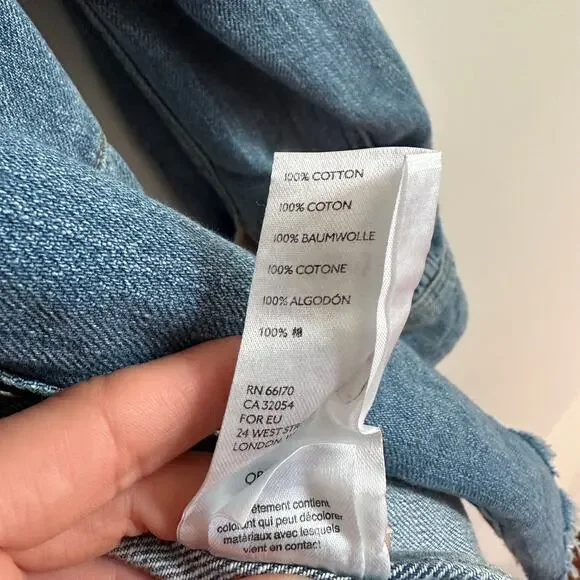 100% COTTON
100% COTON
100% BAUMWOLLE
100% COTONE
100% ALGODÓN
100% 棉
RN 66170
CA 32054
FOR EU
24 WEST
LONDON
colorant qui peut décolorer
matériaux avec lesquels
vient en contact